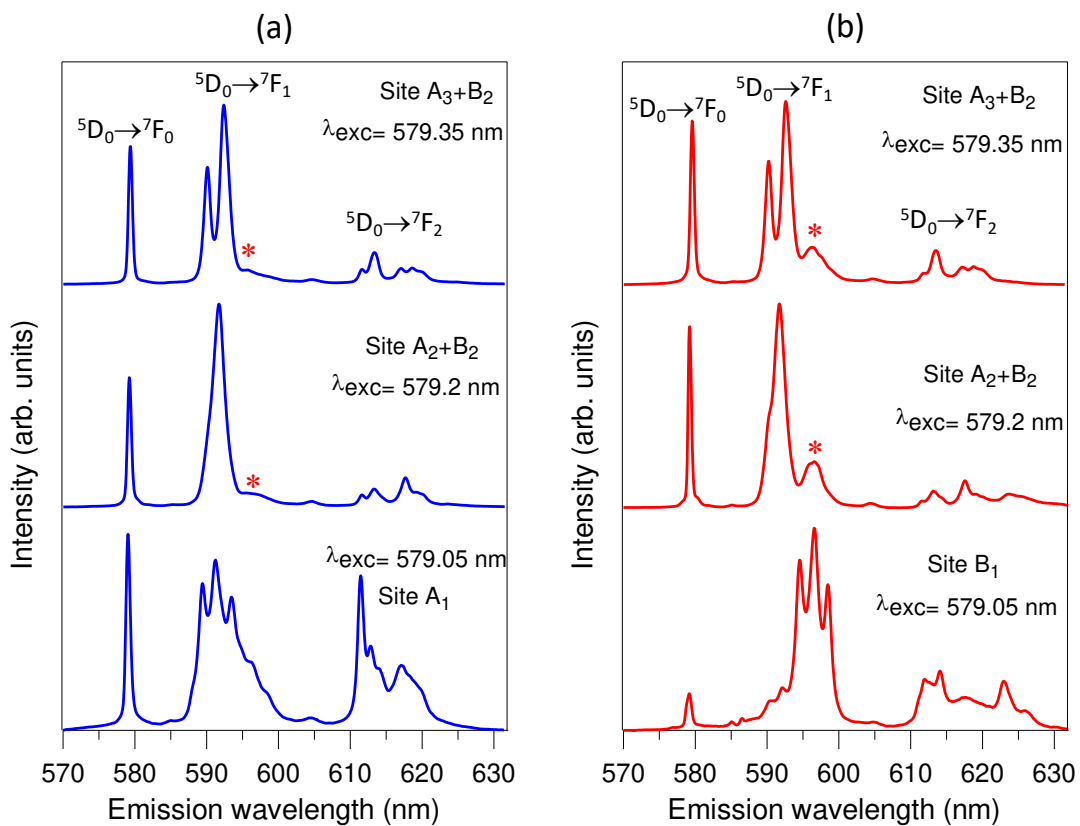 (a)
⁵D₀→⁷F₁
Site A₃+B₂
⁵D₀→⁷F₀
λexc= 579.35 nm
⁵D₀→⁷F₂
*
Site A₂+B₂
λexc= 579.2 nm
*
λexc= 579.05 nm
Site A₁
Intensity (arb. units)
570 580 590 600 610 620 630
Emission wavelength (nm)
(b)
⁵D₀→⁷F₁
Site A₃+B₂
⁵D₀→⁷F₀
λexc= 579.35 nm
⁵D₀→⁷F₂
*
Site A₂+B₂
λexc= 579.2 nm
*
Site B₁
λexc= 579.05 nm
Intensity (arb. units)
570 580 590 600 610 620 630
Emission wavelength (nm)